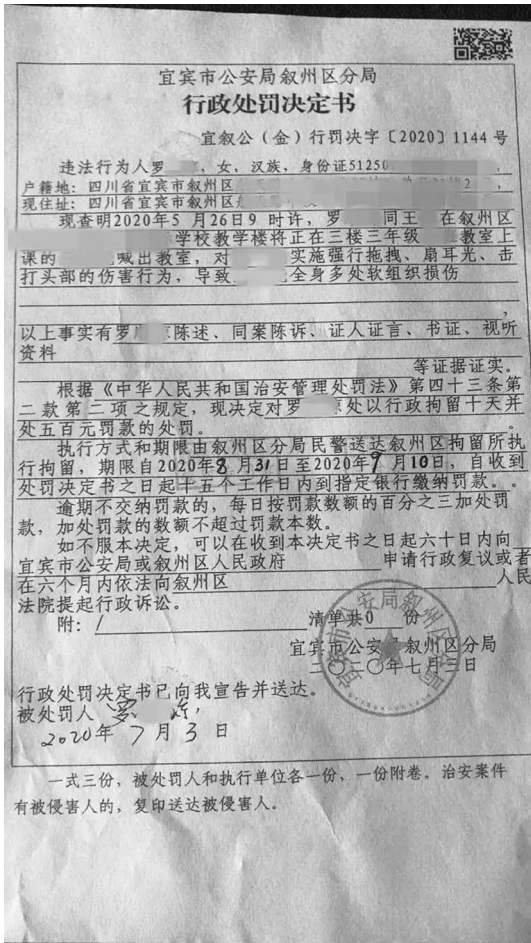 宜宾市公安局叙州区分局
行政处罚决定书
宜叙公（金）行罚决字〔2020〕1144号
违法行为人罗 ，女，汉族，身份证51250
户籍地：四川省宜宾市叙州区
现住址：四川省宜宾市叙州区
现查明2020年5月26日9时许，罗 同王 在叙州区
学校教学楼将正在三楼三年级 教室上
课的 喊出教室，对 实施强行拖拽、扇耳光、击
打头部的伤害行为，导致 全身多处软组织损伤
，
以上事实有罗 陈述、同案陈诉、证人证言、书证、视听
资料
等证据证实。
根据《中华人民共和国治安管理处罚法》第四十三条第
二款第二项之规定，现决定对罗 处以行政拘留十天并
处五百元罚款的处罚。
执行方式和期限由叙州区分局民警送达叙州区拘留所执
行拘留，期限自2020年8月31日至2020年9月10日，自收到
处罚决定书之日起十五个工作日内到指定银行缴纳罚款。。
逾期不交纳罚款的，每日按罚款数额的百分之三加处罚
款，加处罚款的数额不超过罚款本数。
如不服本决定，可以在收到本决定书之日起六十日内向
宜宾市公安局或叙州区人民政府 申请行政复议或者
在六个月内依法向叙州区 人民
法院提起行政诉讼。
附：/ 清单共0 份
宜宾市公安局叙州区分局
二〇二〇年七月三日
行政处罚决定书已向我宣告并送达。
被处罚人 罗
2020年7月3日
一式三份，被处罚人和执行单位各一份，一份附卷。治安案件
有被侵害人的，复印送达被侵害人。